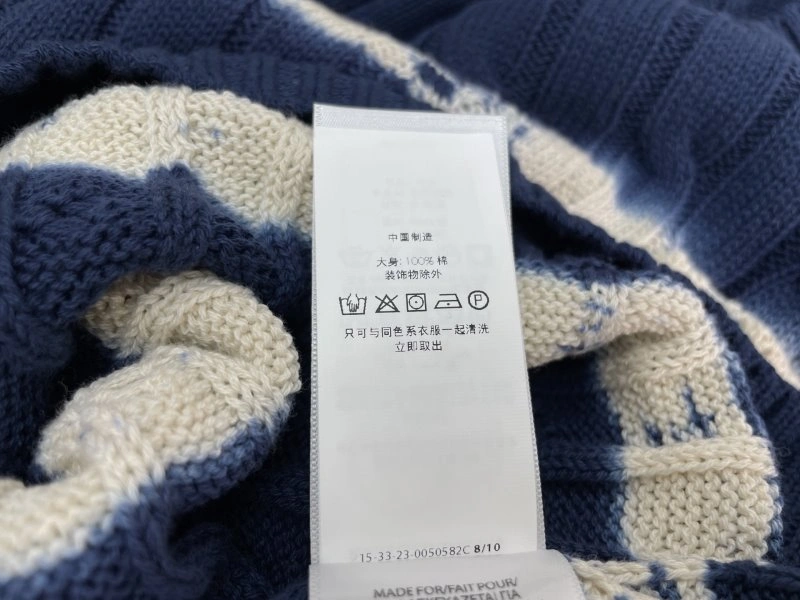 中国制造
大身: 100% 棉
装饰物除外
只可与同色系衣服一起清洗
立即取出
15-33-23-0050582C 8/10
MADE FOR/FAIT POUR/